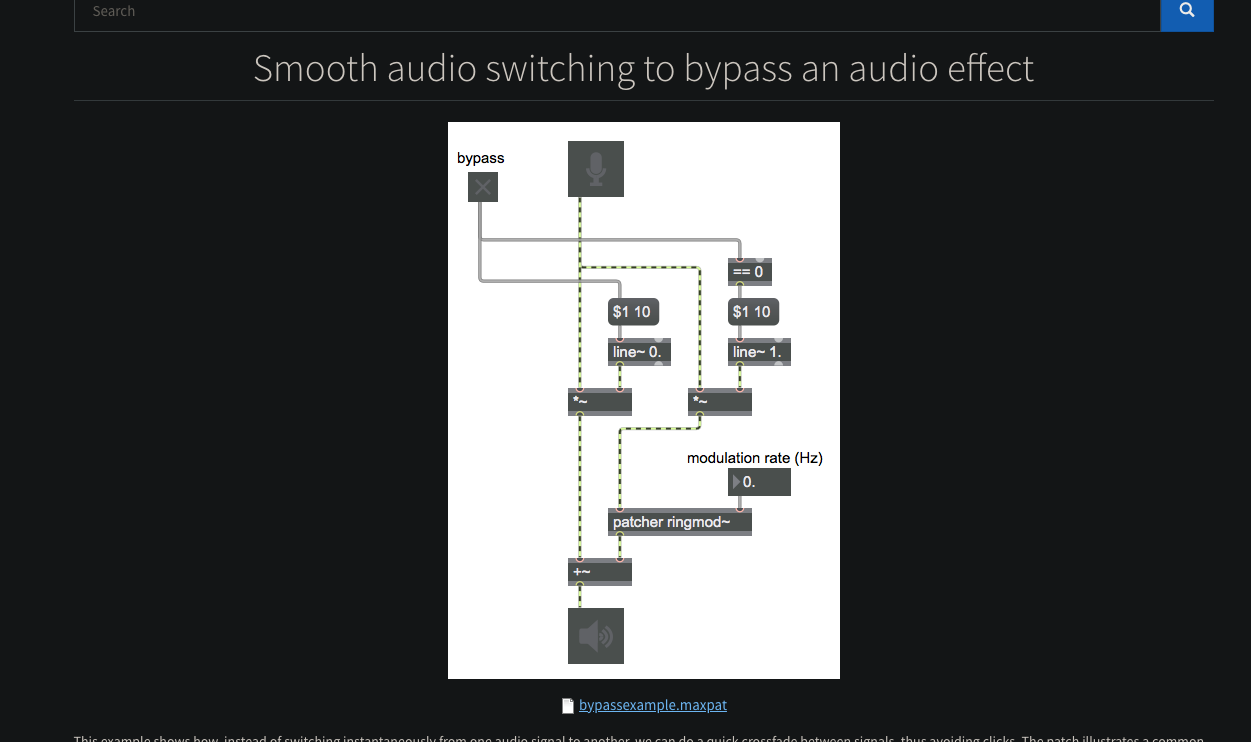 Search
Smooth audio switching to bypass an audio effect
bypass
== 0
$1 10
$1 10
line~ 0.
line~ 1.
*~
*~
modulation rate (Hz)
0.
patcher ringmod~
+~
bypassexample.maxpat
This example shows how, instead of switching instantaneously from one audio signal to another, we can do a quick crossfade between signals, thus avoiding clicks. The patch illustrates a common